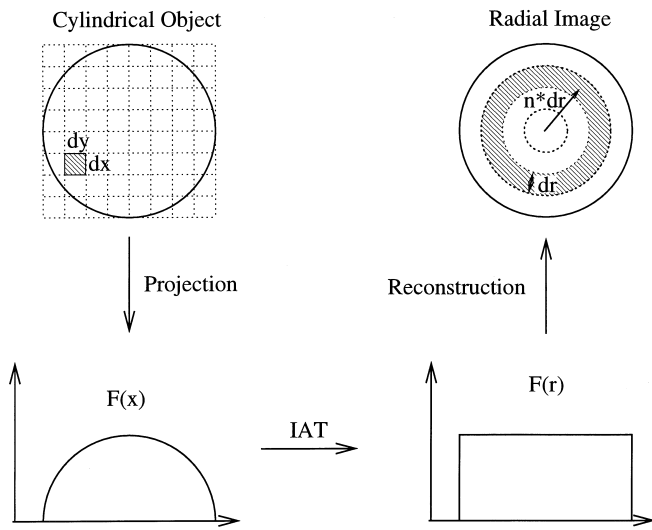 Cylindrical Object
Radial Image
n*dr
dy
dx
dr
Projection
Reconstruction
F(x)
F(r)
IAT